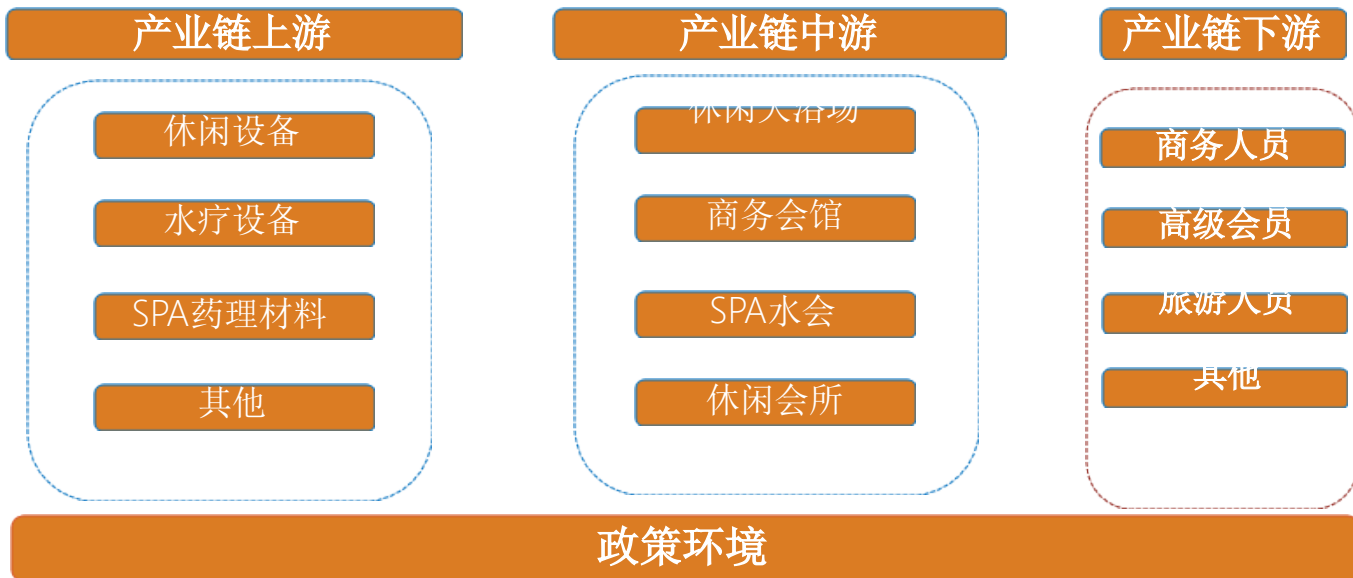 产业链上游
产业链中游
产业链下游
休闲设备
水疗设备
SPA药理材料
其他
休闲大浴场
商务会馆
SPA水会
休闲会所
商务人员
高级会员
旅游人员
其他
政策环境